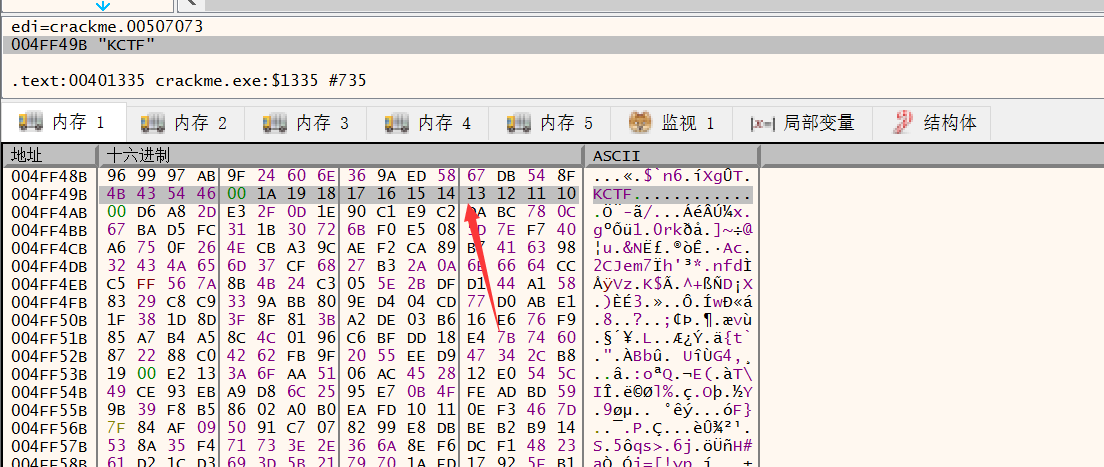 edi=crackme.00507073
004FF49B "KCTF"
.text:00401335 crackme.exe:$1335 #735
内存 1 内存 2 内存 3 内存 4 内存 5 监视 1 |x=| 局部变量 结构体
地址 十六进制 ASCII
004FF48B 96 99 97 AB 9F 24 60 6E 36 9A ED 58 67 DB 54 8F ...«.$`n6.íXgÛT.
004FF49B 4B 43 54 46 00 1A 19 18 17 16 15 14 13 12 11 10 KCTF............
004FF4AB 00 D6 A8 2D E3 2F 0D 1E 90 C1 E9 C2 DA BC 78 0C .Ö¨-ã/...ÁéÂÚ¼x.
004FF4BB 67 BA D5 FC 31 1B 30 72 6B F0 E5 08 5D 7E F7 40 gºÕü1.0rkðå.]~÷@
004FF4CB A6 75 0F 26 4E CB A3 9C AE F2 CA 89 B7 41 63 98 ¦u.&NË£.®òÊ.·Ac.
004FF4DB 32 43 4A 65 6D 37 CF 68 27 B3 2A 0A 6E 66 64 CC 2CJem7Ïh'³*.nfdÌ
004FF4EB C5 FF 56 7A 8B 4B 24 C3 05 5E 2B DF D1 44 A1 58 ÅÿVz.K$Ã.^+ßÑD¡X
004FF4FB 83 29 C8 C9 33 9A BB 80 9E D4 04 CD 77 D0 AB E1 .)ÈÉ3.»..Ô.ÍwÐ«á
004FF50B 1F 38 1D 8D 3F 8F 81 3B A2 DE 03 B6 16 E6 76 F9 .8..?..;¢Þ.¶.ævù
004FF51B 85 A7 B4 A5 8C 4C 01 96 C6 BF DD 18 E4 7B 74 60 .§´¥.L..Æ¿Ý.ä{t`
004FF52B 87 22 88 C0 42 62 FB 9F 20 55 EE D9 47 34 2C B8 .".ÀBbû. UîÙG4,¸
004FF53B 19 00 E2 13 3A 6F AA 51 06 AC 45 28 12 E0 54 5C ..â.:oªQ.¬E(.àT\
004FF54B 49 CE 93 EB A9 D8 6C 25 95 E7 0B 4F FE AD BD 59 IÎ.ë©Øl%.ç.Oþ.½Y
004FF55B 9B 39 F8 B5 86 02 A0 B0 EA FD 10 11 0E F3 46 7D .9øµ.. °êý...óF}
004FF56B 7F 84 AF 09 50 91 C7 07 82 99 E8 DB BE B2 B9 14 ..¯.P.Ç...èÛ¾²¹.
004FF57B 53 8A 35 F4 71 73 3E 2E 36 6A 8E F6 DC F1 48 23 S.5ôqs>.6j.öÜñH#
004FF58B 61 D2 1C D3 69 3D 5B 21 79 70 1A ED 17 92 5F B1